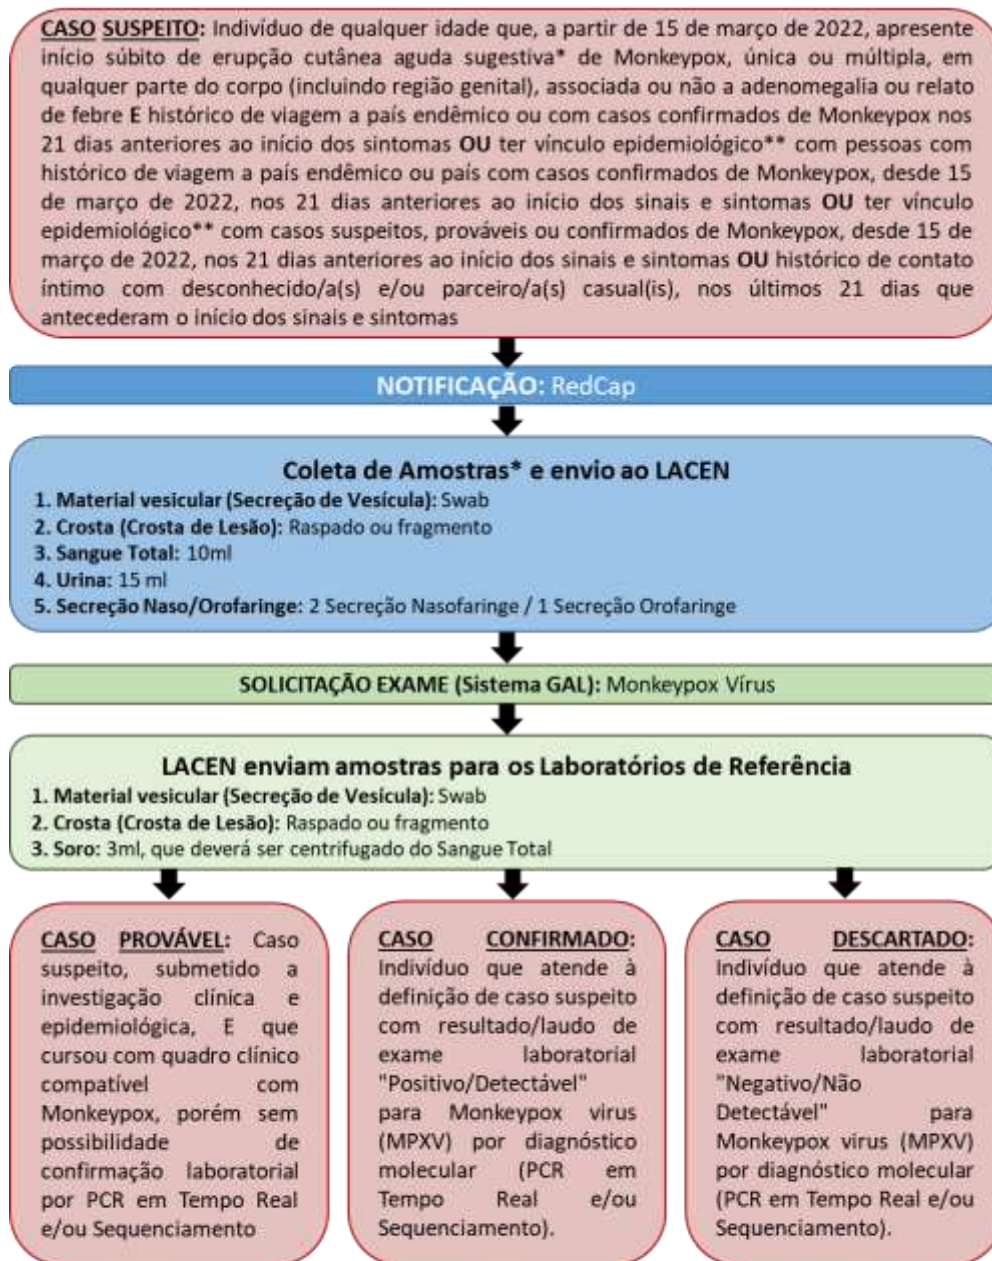 CASO SUSPEITO: Indivíduo de qualquer idade que, a partir de 15 de março de 2022, apresente
início súbito de erupção cutânea aguda sugestiva* de Monkeypox, única ou múltipla, em
qualquer parte do corpo (incluindo região genital), associada ou não a adenomegalia ou relato
de febre E histórico de viagem a país endêmico ou com casos confirmados de Monkeypox nos
21 dias anteriores ao início dos sintomas OU ter vínculo epidemiológico** com pessoas com
histórico de viagem a país endêmico ou país com casos confirmados de Monkeypox, desde 15
de março de 2022, nos 21 dias anteriores ao início dos sinais e sintomas OU ter vínculo
epidemiológico** com casos suspeitos, prováveis ou confirmados de Monkeypox, desde 15 de
março de 2022, nos 21 dias anteriores ao início dos sinais e sintomas OU histórico de contato
íntimo com desconhecido/a(s) e/ou parceiro/a(s) casual(is), nos últimos 21 dias que
antecederam o início dos sinais e sintomas
NOTIFICAÇÃO: RedCap
Coleta de Amostras* e envio ao LACEN
1. Material vesicular (Secreção de Vesícula): Swab
2. Crosta (Crosta de Lesão): Raspado ou fragmento
3. Sangue Total: 10ml
4. Urina: 15 ml
5. Secreção Naso/Orofaringe: 2 Secreção Nasofaringe / 1 Secreção Orofaringe
SOLICITAÇÃO EXAME (Sistema GAL): Monkeypox Vírus
LACEN enviam amostras para os Laboratórios de Referência
1. Material vesicular (Secreção de Vesícula): Swab
2. Crosta (Crosta de Lesão): Raspado ou fragmento
3. Soro: 3ml, que deverá ser centrifugado do Sangue Total
CASO PROVÁVEL: Caso
suspeito, submetido a
investigação clínica e
epidemiológica, E que
cursou com quadro clínico
compatível com
Monkeypox, porém sem
possibilidade de
confirmação laboratorial
por PCR em Tempo Real
e/ou Sequenciamento
CASO CONFIRMADO:
Indivíduo que atende à
definição de caso suspeito
com resultado/laudo de
exame laboratorial
"Positivo/Detectável"
para Monkeypox virus
(MPXV) por diagnóstico
molecular (PCR em
Tempo Real e/ou
Sequenciamento).
CASO DESCARTADO:
Indivíduo que atende à
definição de caso suspeito
com resultado/laudo de
exame laboratorial
"Negativo/Não
Detectável" para
Monkeypox virus (MPXV)
por diagnóstico molecular
(PCR em Tempo Real e/ou
Sequenciamento).